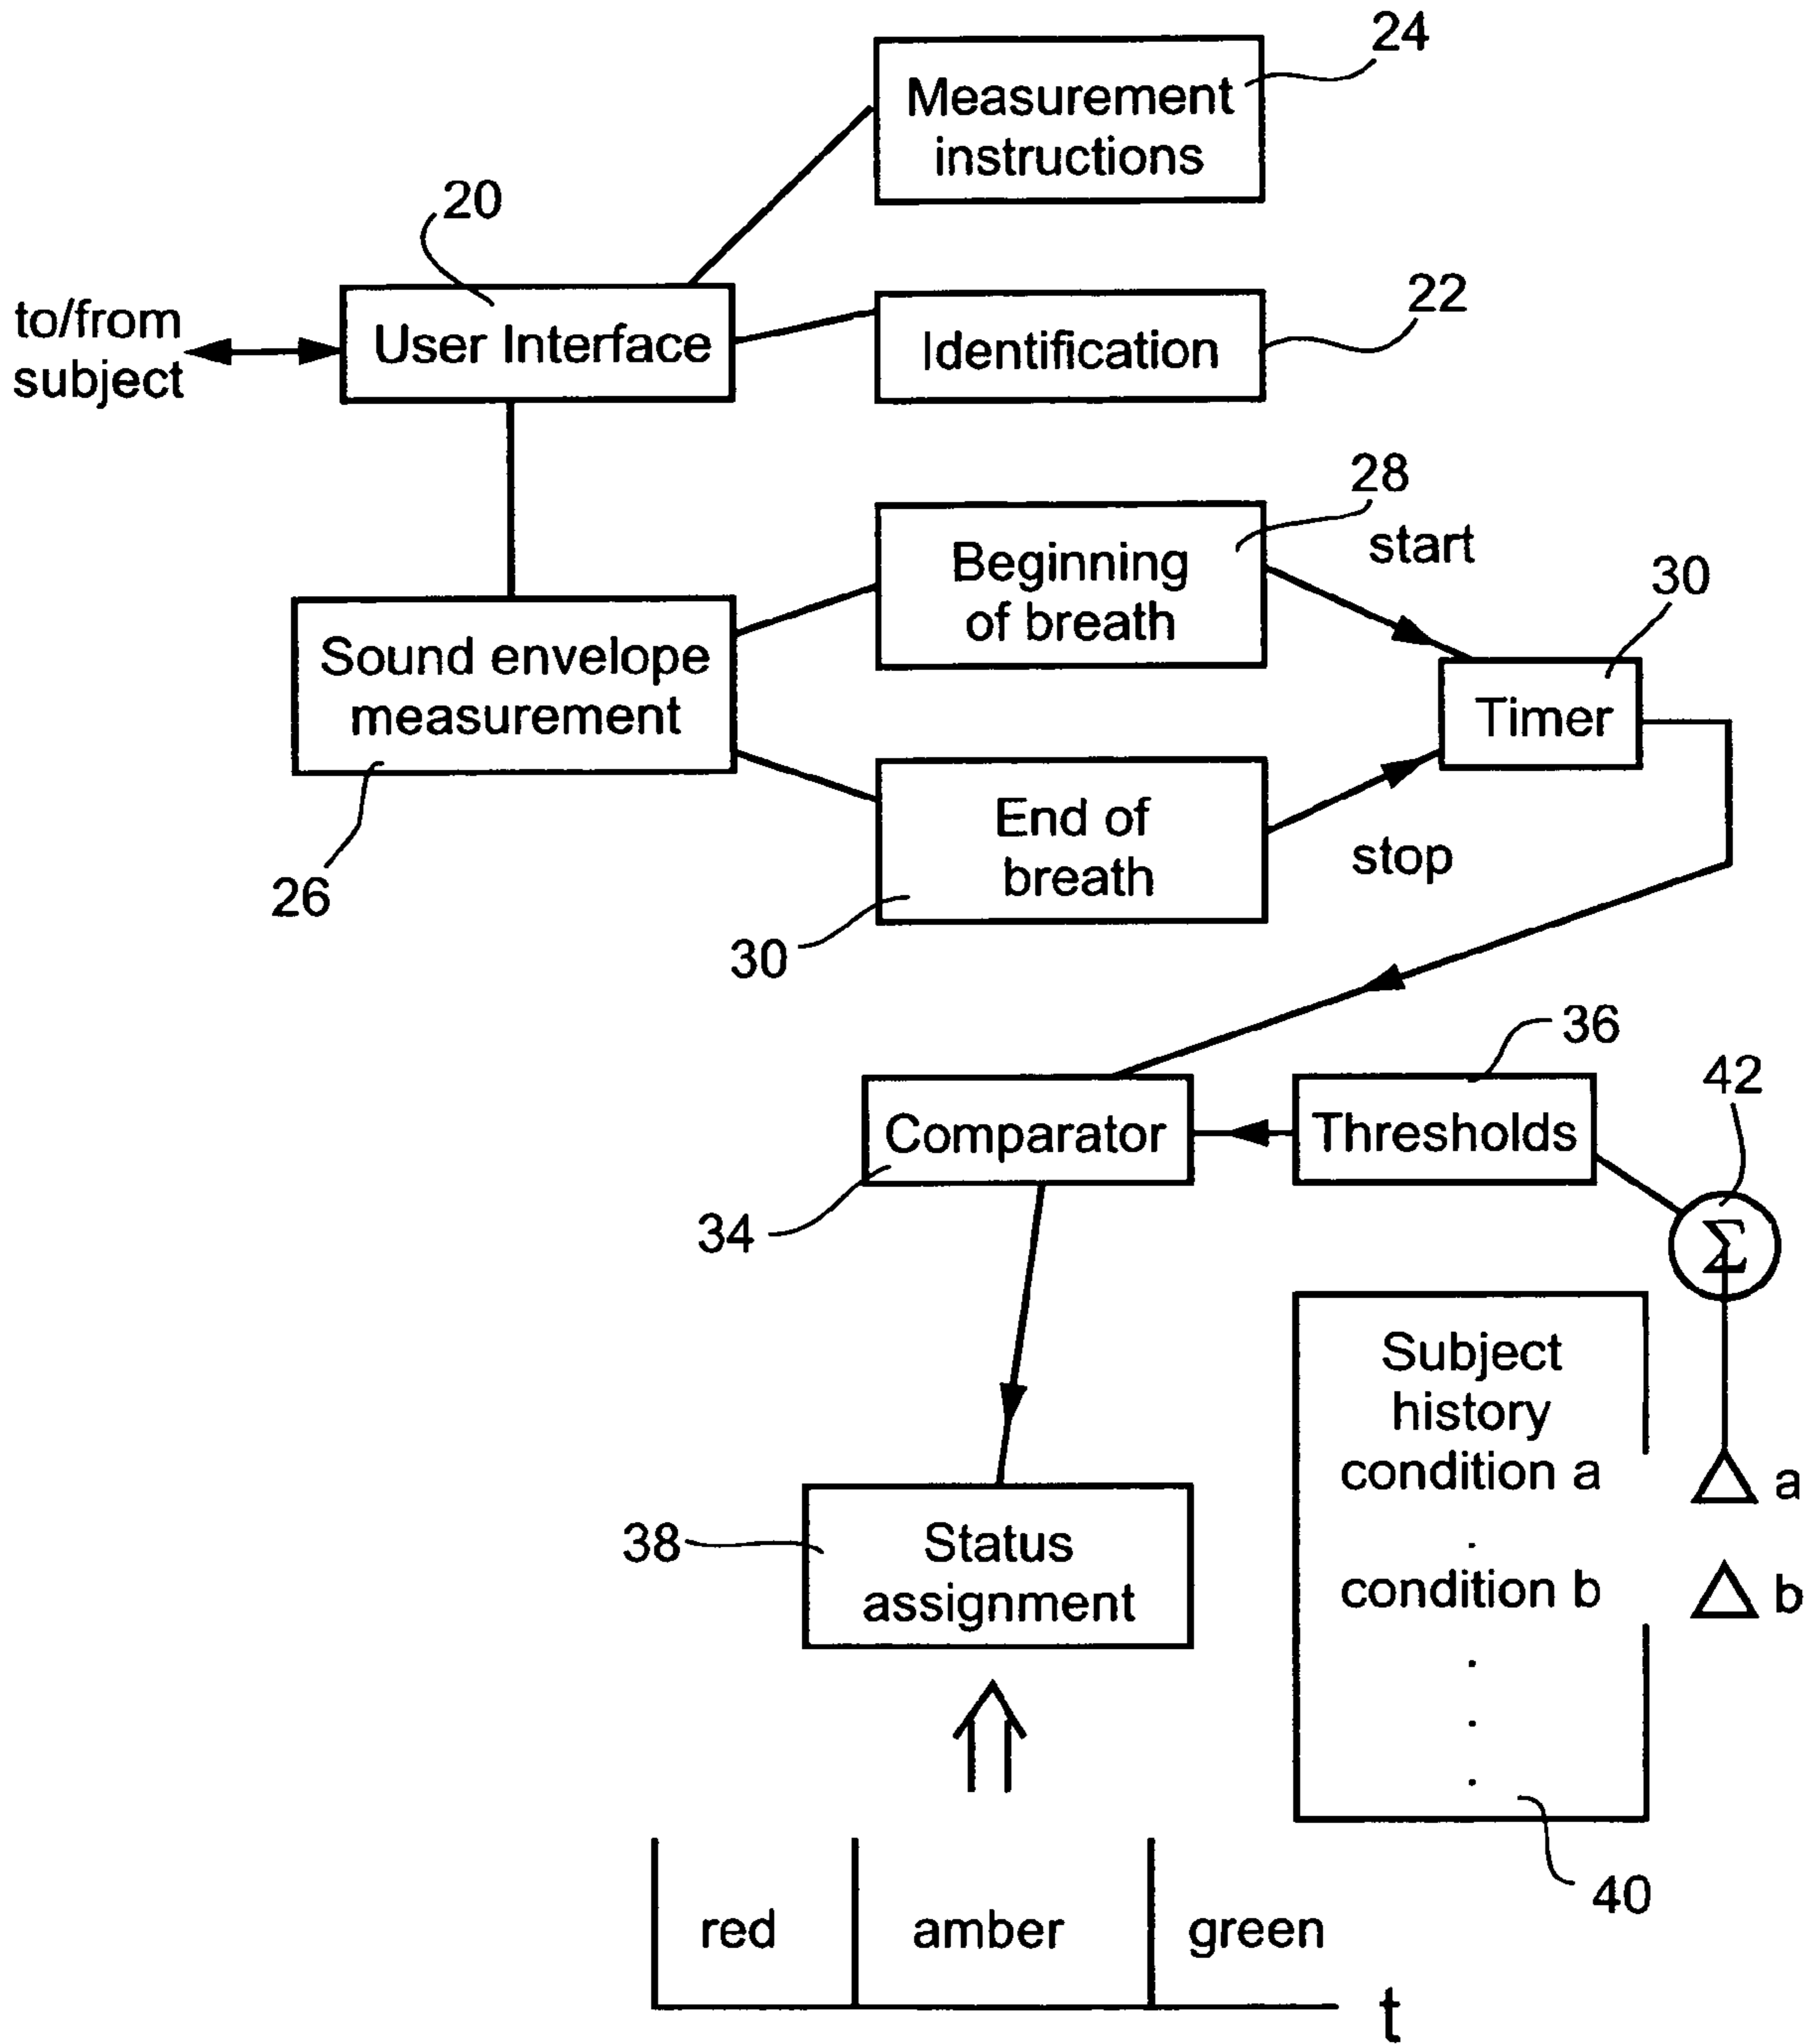 24
Measurement
instructions
20
to/from
subject
User Interface
22
Identification
28
Beginning
of breath
start
30
Timer
Sound envelope
measurement
26
End of
breath
30
stop
36
42
Comparator
Thresholds
34
Σ
Subject
history
condition a
.
condition b
.
.
.
△ a
△ b
40
38
Status
assignment
red
amber
green
t